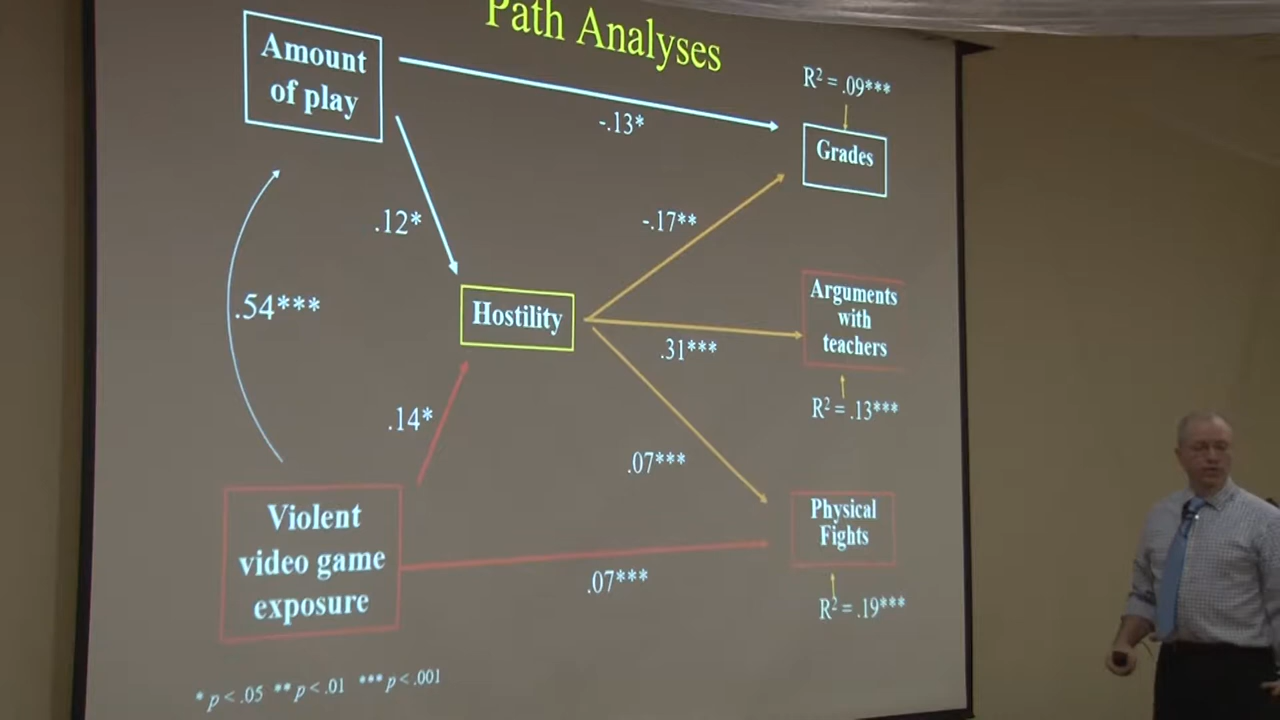 Path Analyses
Amount
of play
R² = .09***
-.13*
Grades
.12*
-.17**
.54***
Hostility
Arguments
with
teachers
.31***
R² = .13***
.14*
.07***
Violent
video game
exposure
Physical
Fights
.07***
R² = .19***
* p < .05 ** p < .01 *** p < .001